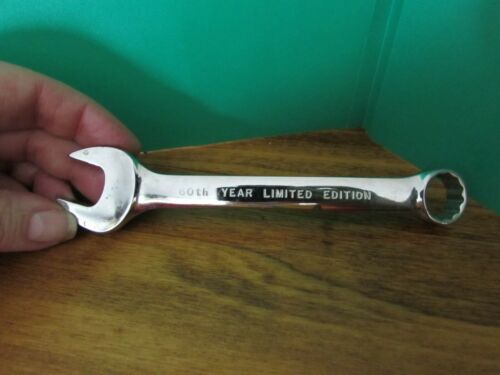 60th YEAR LIMITED EDITION